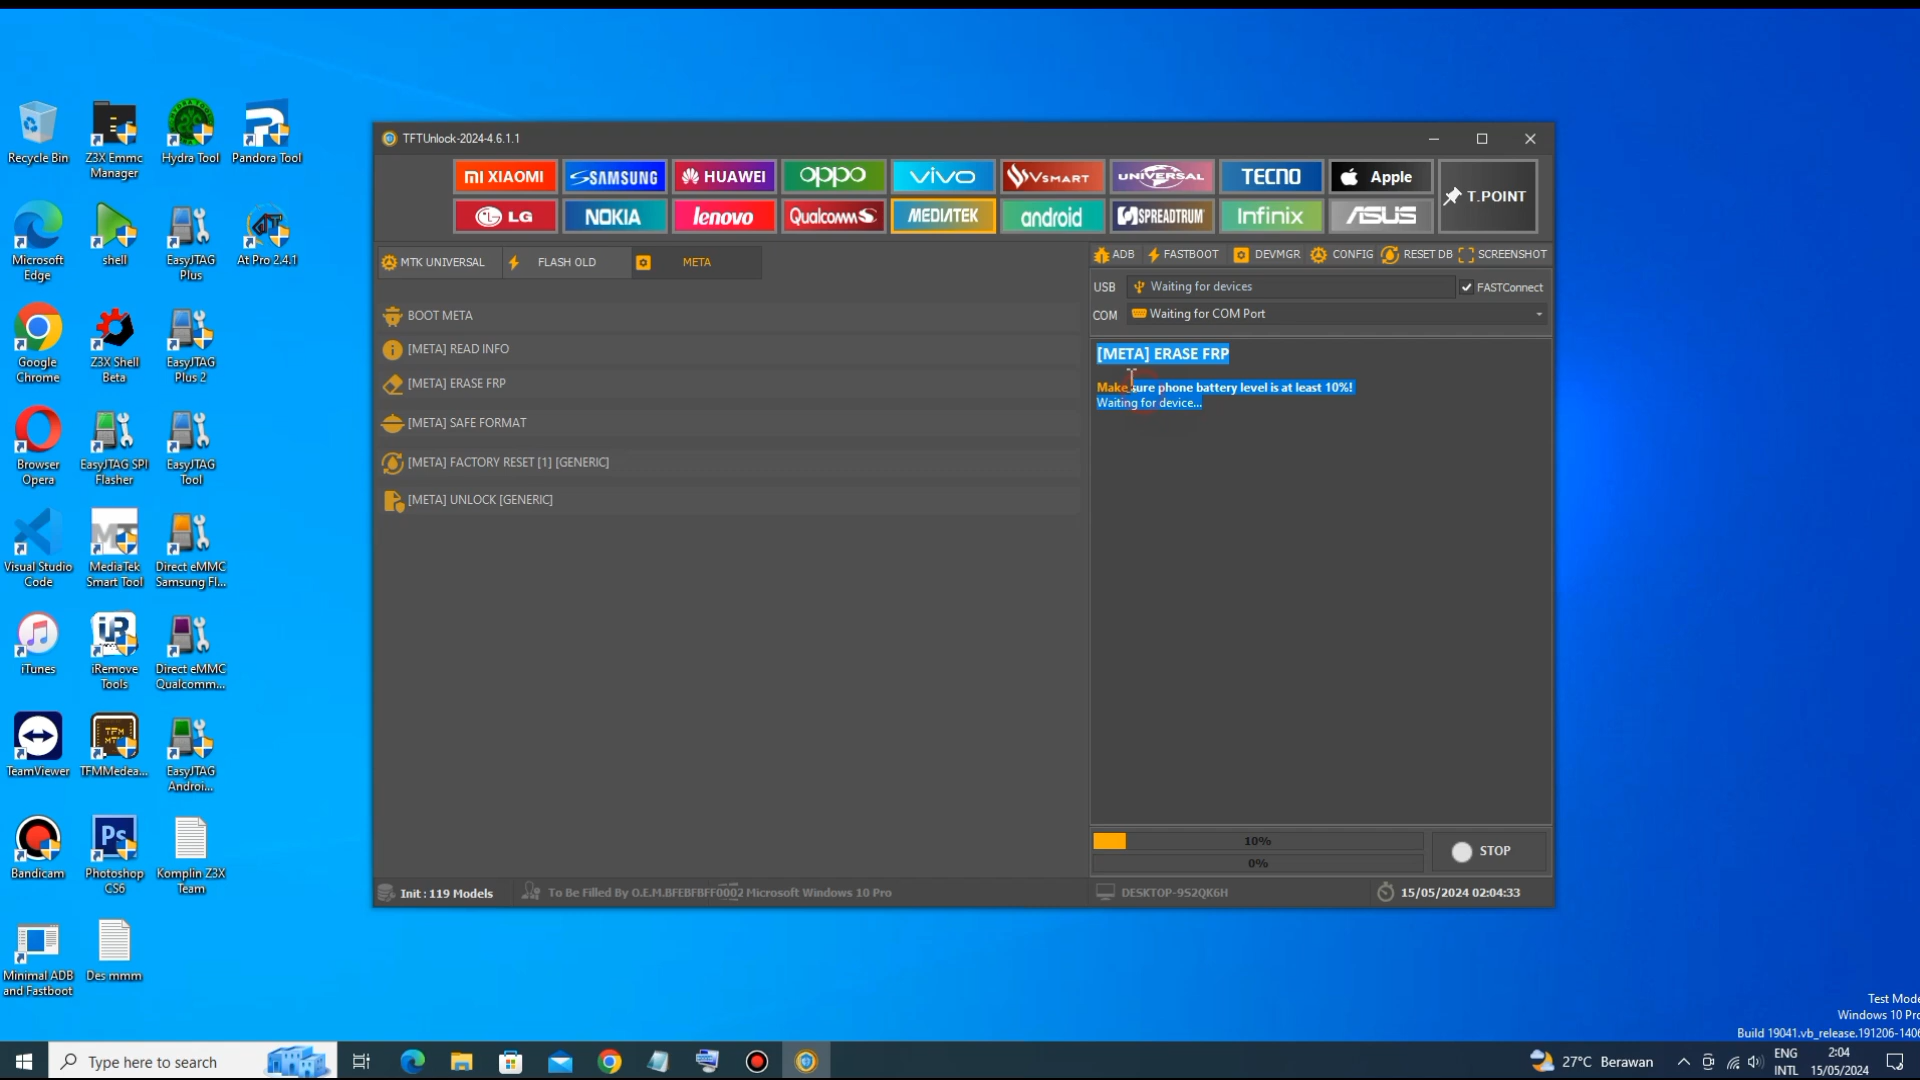 Recycle Bin
Z3X Emmc
Manager
Hydra Tool
Pandora Tool
Microsoft
Edge
shell
EasyJTAG
Plus
At Pro 2.4.1
Google
Chrome
Z3X Shell
Beta
EasyJTAG
Plus 2
Browser
Opera
EasyJTAG SPI
Flasher
EasyJTAG
Tool
Visual Studio
Code
MediaTek
Smart Tool
Direct eMMC
Samsung Fl...
iTunes
iRemove
Tools
Direct eMMC
Qualcomm...
TeamViewer
TFMMedea...
EasyJTAG
Androi...
Bandicam
Photoshop
CS6
Komplin Z3X
Team
Minimal ADB
and Fastboot
Des mmm
TFTUnlock-2024-4.6.1.1
XIAOMI
SAMSUNG
HUAWEI
oppo
vivo
VSMART
UNIVERSAL
TECNO
Apple
T.POINT
LG
NOKIA
lenovo
Qualcomm
MEDIATEK
android
SPREADTRUM
Infinix
ASUS
MTK UNIVERSAL
FLASH OLD
META
BOOT META
[META] READ INFO
[META] ERASE FRP
[META] SAFE FORMAT
[META] FACTORY RESET [1] [GENERIC]
[META] UNLOCK [GENERIC]
ADB
FASTBOOT
DEVMGR
CONFIG
RESET DB
SCREENSHOT
USB
Waiting for devices
FASTConnect
COM
Waiting for COM Port
[META] ERASE FRP
Make sure phone battery level is at least 10%!
Waiting for device...
10%
0%
STOP
Init : 119 Models
To Be Filled By O.E.M.BFEBFBFF0002 Microsoft Windows 10 Pro
DESKTOP-9S2QK6H
15/05/2024 02:04:33
Test Mode
Windows 10 Pro
Build 19041.vb_release.191206-1406
Type here to search
27°C Berawan
ENG
INTL
2:04
15/05/2024